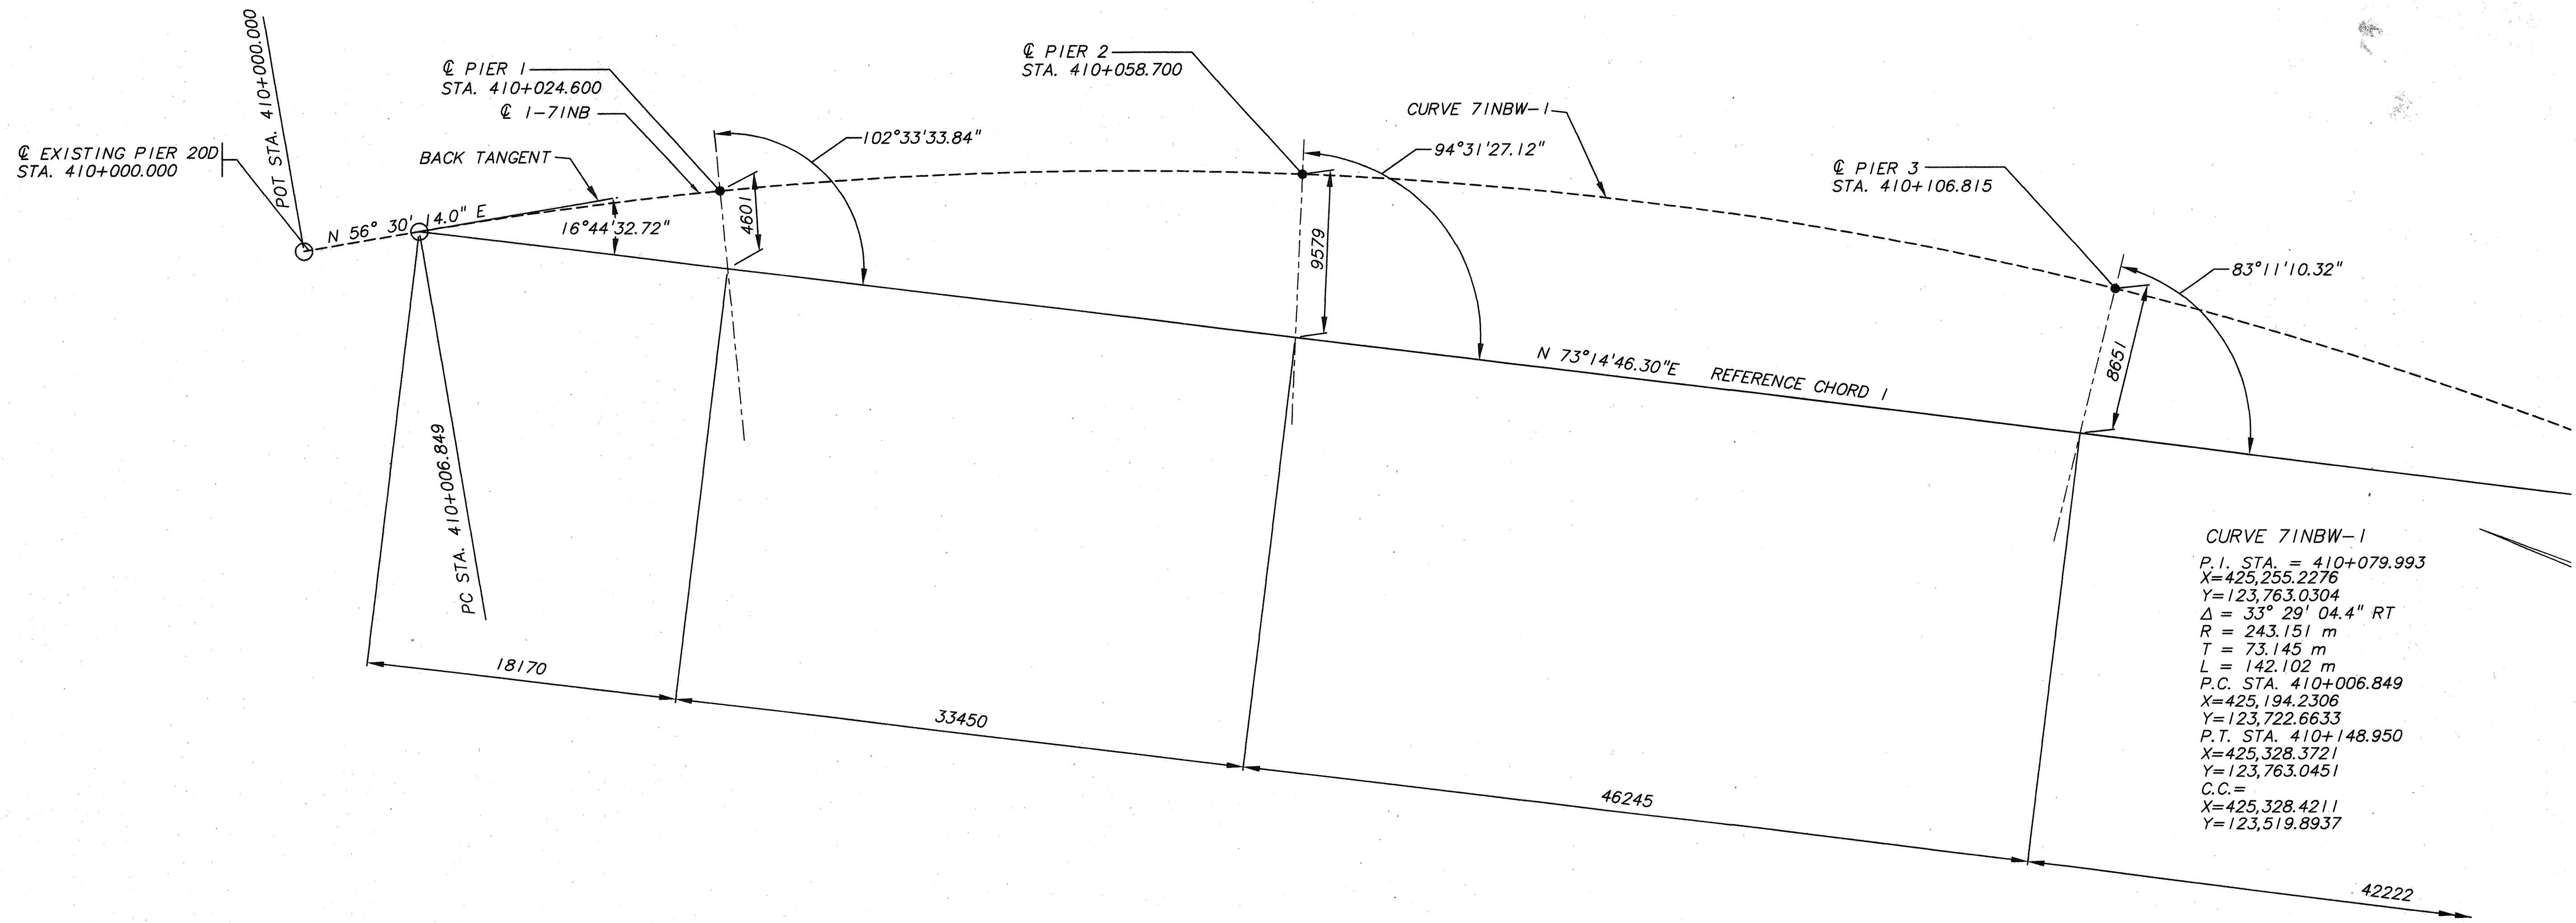 POT STA. 410+000.000
℄ EXISTING PIER 20D
STA. 410+000.000
N 56° 30' 14.0" E
℄ PIER 1
STA. 410+024.600
℄ I-71NB
BACK TANGENT
16°44'32.72"
4601
102°33'33.84"
℄ PIER 2
STA. 410+058.700
9579
94°31'27.12"
CURVE 71NBW-1
℄ PIER 3
STA. 410+106.815
8651
83°11'10.32"
N 73°14'46.30"E REFERENCE CHORD 1
PC STA. 410+006.849
18170
33450
46245
42222
CURVE 71NBW-1
P.I. STA. = 410+079.993
X=425,255.2276
Y=123,763.0304
Δ = 33° 29' 04.4" RT
R = 243.151 m
T = 73.145 m
L = 142.102 m
P.C. STA. 410+006.849
X=425,194.2306
Y=123,722.6633
P.T. STA. 410+148.950
X=425,328.3721
Y=123,763.0451
C.C.=
X=425,328.4211
Y=123,519.8937